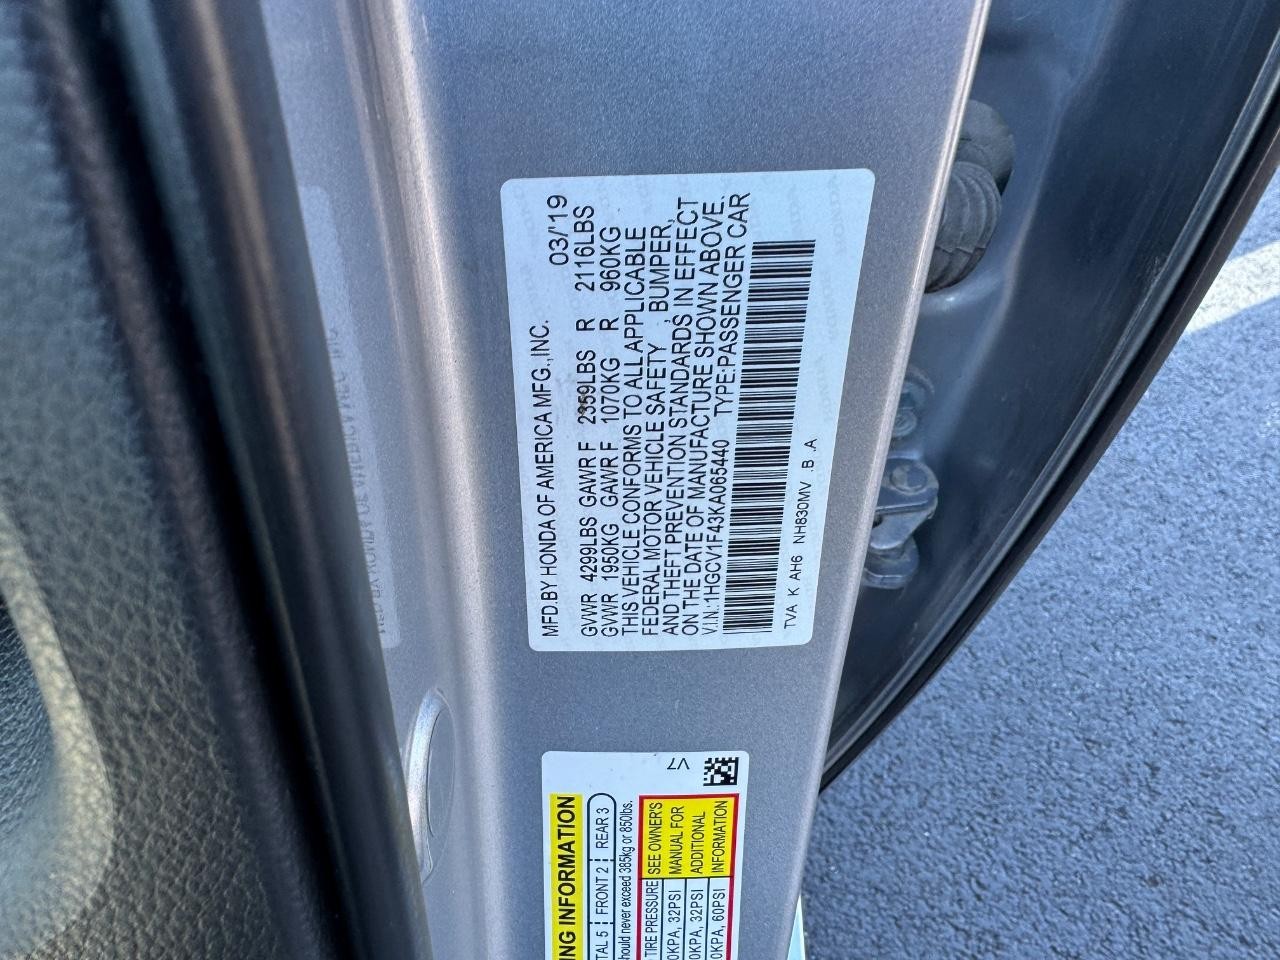 MFD.BY HONDA OF AMERICA MFG.,INC. 03/'19
GVWR 4299LBS GAWR F 2359LBS R 2116LBS
GVWR 1950KG GAWR F 1070KG R 960KG
THIS VEHICLE CONFORMS TO ALL APPLICABLE
FEDERAL MOTOR VEHICLE SAFETY , BUMPER,
AND THEFT PREVENTION STANDARDS IN EFFECT
ON THE DATE OF MANUFACTURE SHOWN ABOVE.
V.I.N.:1HGCV1F43KA065440 TYPE:PASSENGER CAR
TVA K AH6 NH830MV .B .A
V7
INFORMATION
5 FRONT 2 REAR 3
should never exceed 385kg or 850lbs.
TIRE PRESSURE SEE OWNER'S
KPA, 32PSI MANUAL FOR
KPA, 32PSI ADDITIONAL
KPA, 60PSI INFORMATION